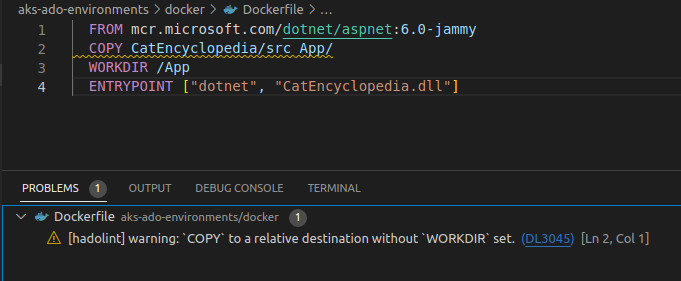 aks-ado-environments > docker > Dockerfile > ...
1 FROM mcr.microsoft.com/dotnet/aspnet:6.0-jammy
2 COPY CatEncyclopedia/src App/
3 WORKDIR /App
4 ENTRYPOINT ["dotnet", "CatEncyclopedia.dll"]
PROBLEMS 1 OUTPUT DEBUG CONSOLE TERMINAL
Dockerfile aks-ado-environments/docker 1
[hadolint] warning: `COPY` to a relative destination without `WORKDIR` set. (DL3045) [Ln 2, Col 1]